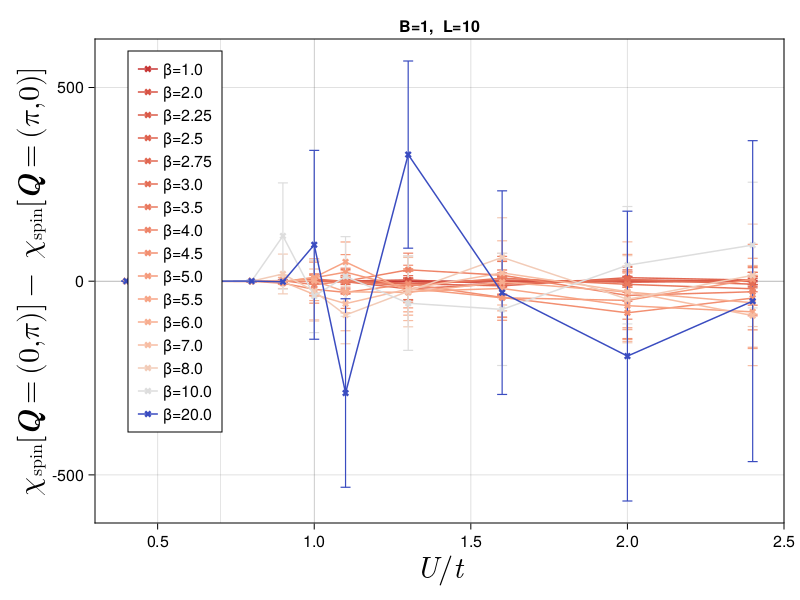 B=1, L=10
χspin[Q = (0,π)] − χspin[Q = (π,0)]
500
0
-500
β=1.0
β=2.0
β=2.25
β=2.5
β=2.75
β=3.0
β=3.5
β=4.0
β=4.5
β=5.0
β=5.5
β=6.0
β=7.0
β=8.0
β=10.0
β=20.0
0.5
1.0
1.5
2.0
2.5
U/t